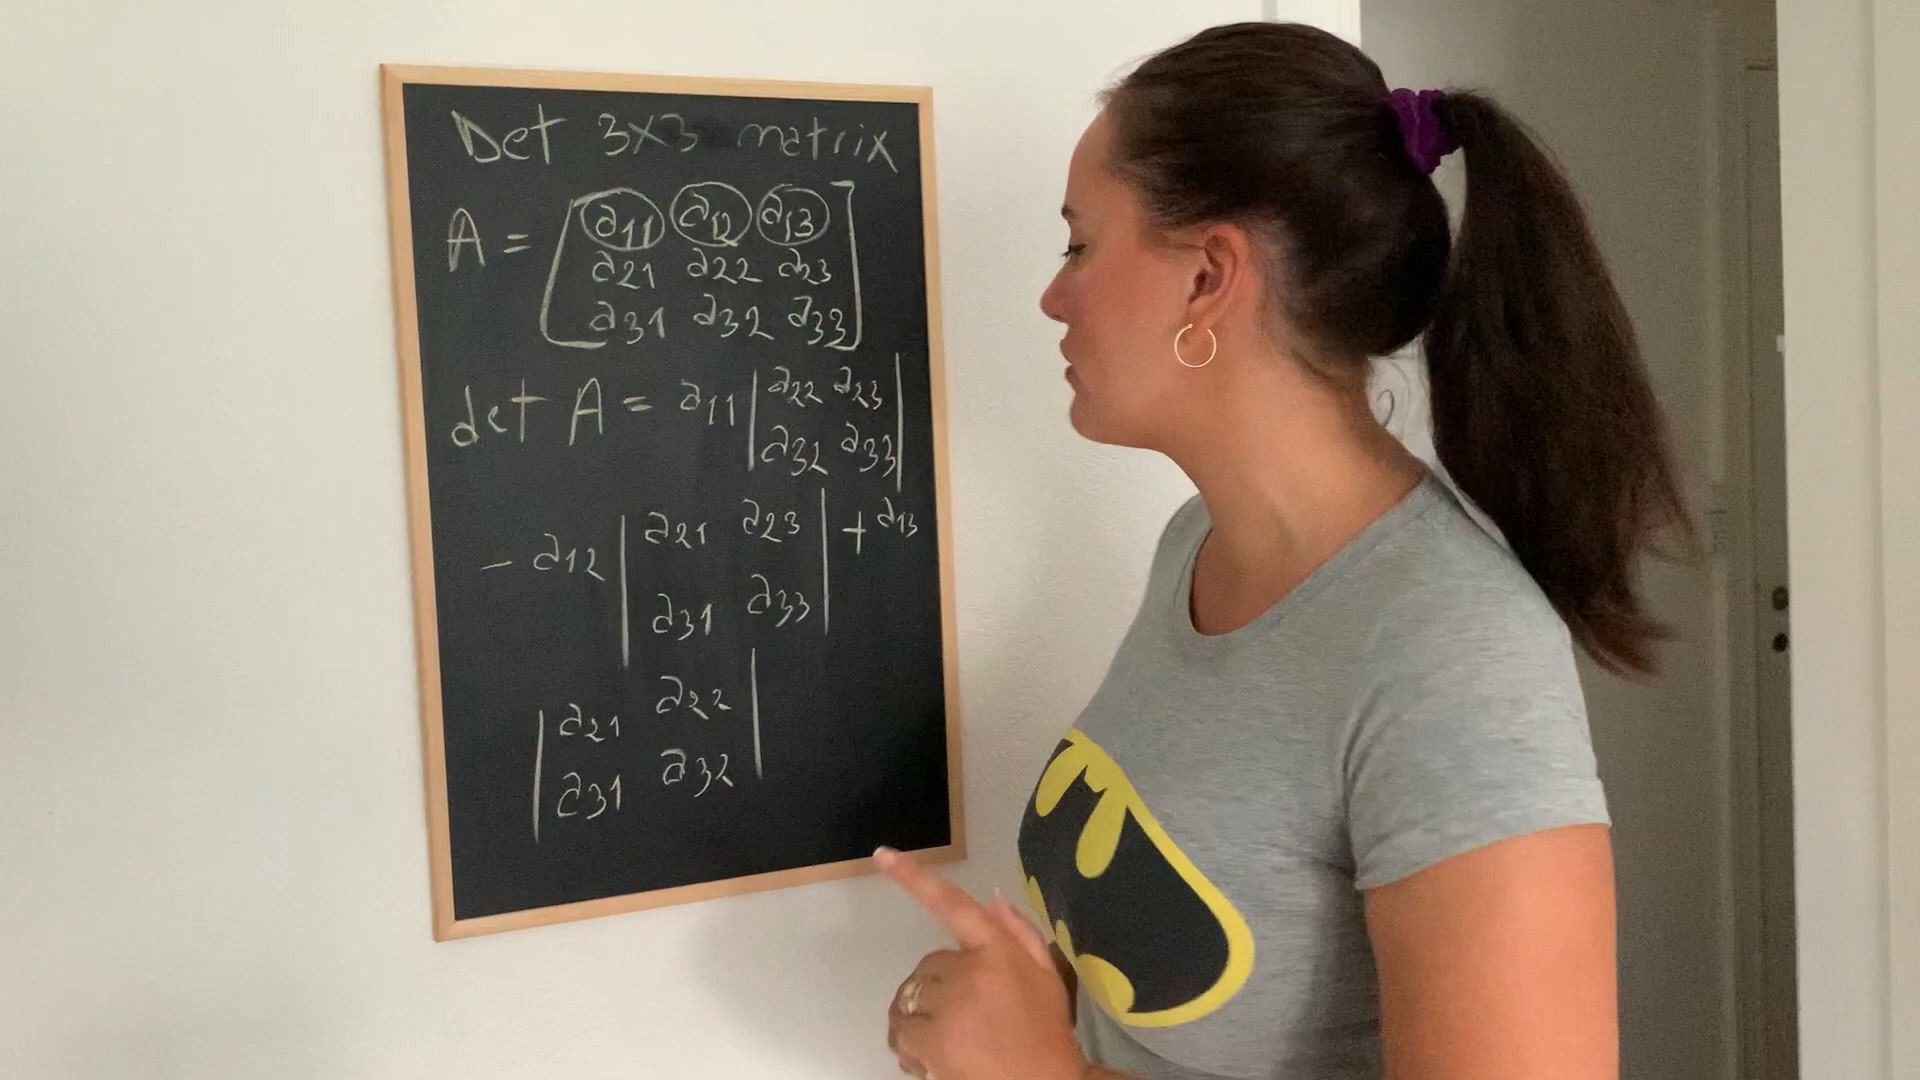 Det 3x3 matrix
A = [a11 a12 a13
a21 a22 a23
a31 a32 a33]
det A = a11 |a22 a23
a32 a33|
- a12 |a21 a23| + a13
a31 a33
|a21 a22|
a31 a32